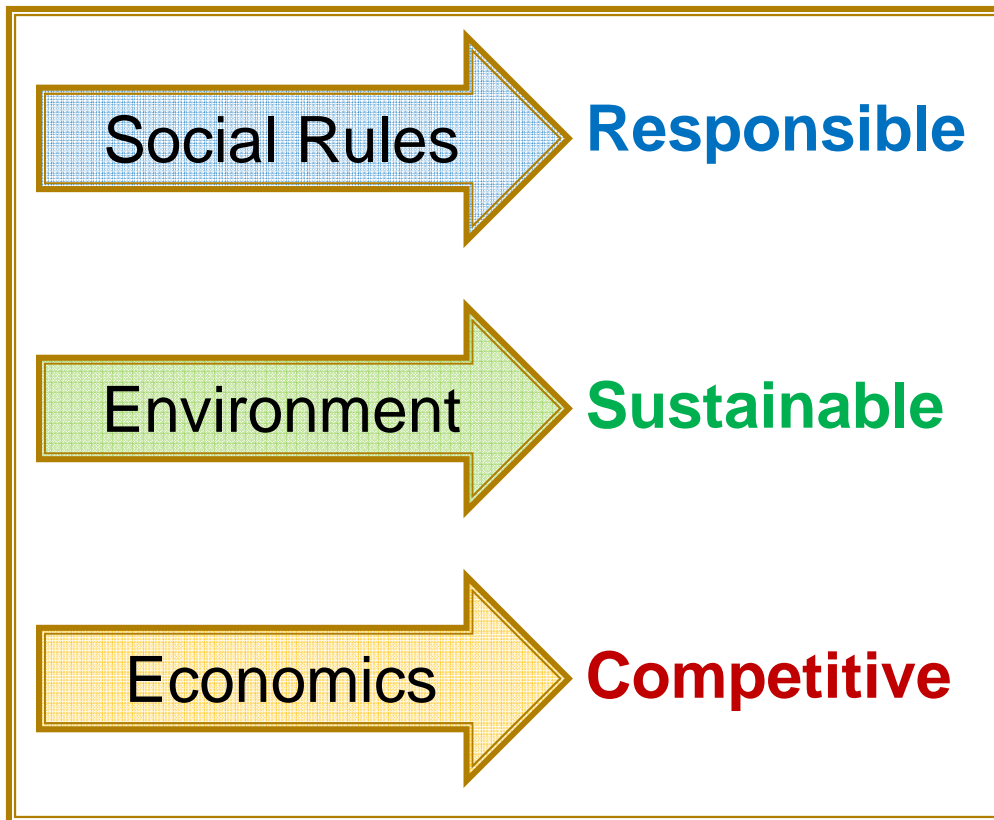 Social Rules
Responsible
Environment
Sustainable
Economics
Competitive